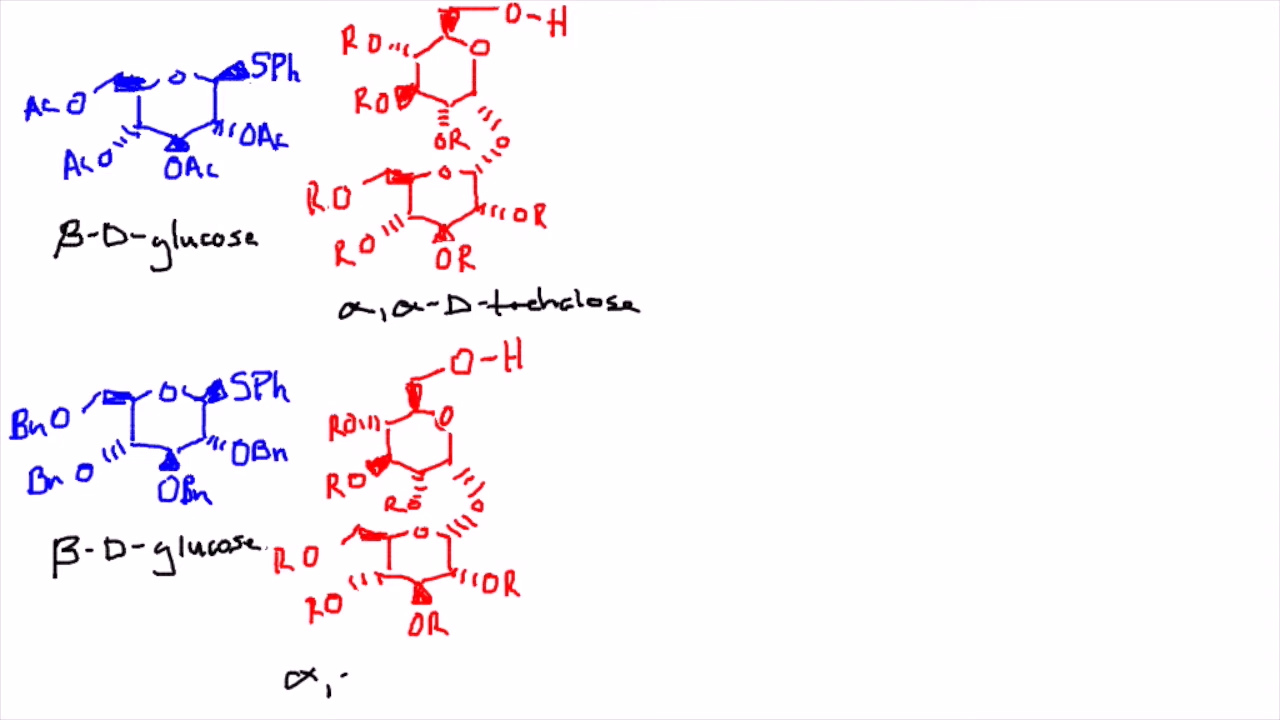 O-H
RO
O
SPh
O
AcO
RO
OAc
OR
O
AcO
OAc
O
RO
OR
β-D-glucose
RO
OR
α,α-D-trehalose
O-H
SPh
O
BnO
RO
O
OBn
BnO
RO
OBn
RO
O
O
β-D-glucose
RO
OR
RO
OR
α,-